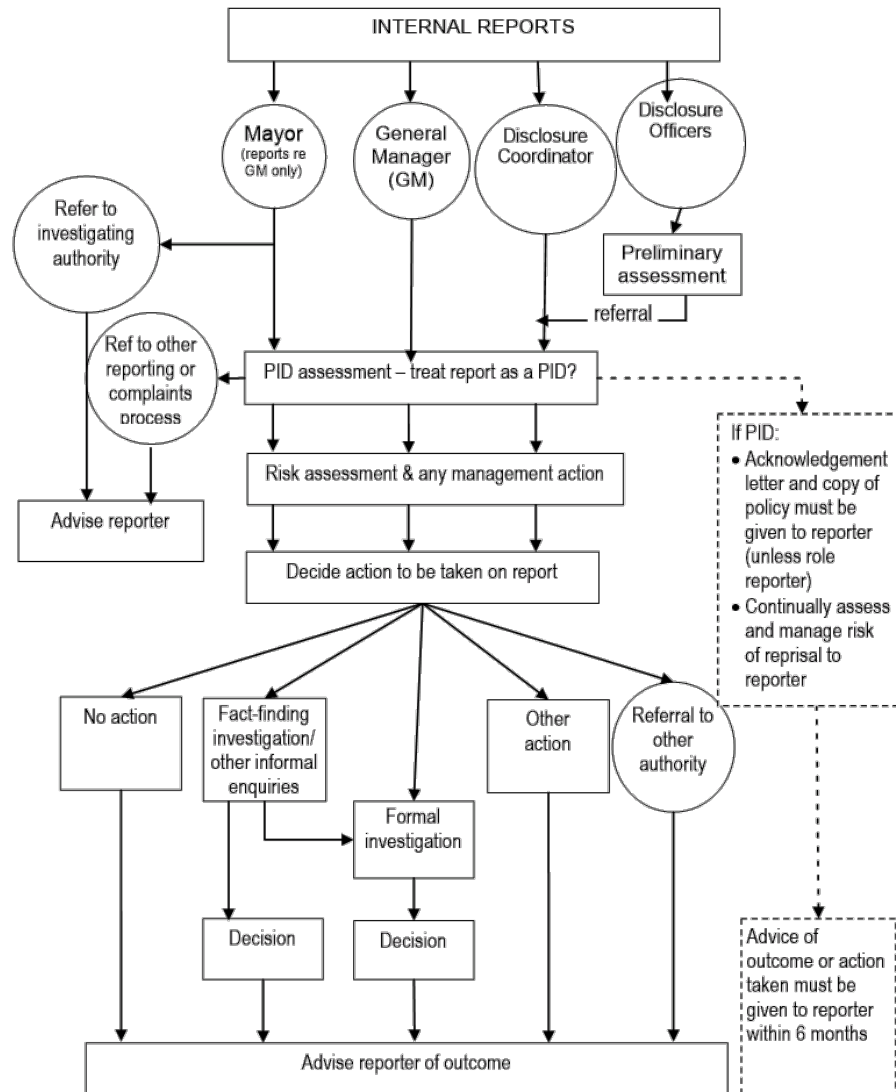 INTERNAL REPORTS
Mayor
(reports re
GM only)
General
Manager
(GM)
Disclosure
Coordinator
Disclosure
Officers
Refer to
investigating
authority
Preliminary
assessment
referral
Ref to other
reporting or
complaints
process
PID assessment – treat report as a PID?
If PID:
• Acknowledgement
letter and copy of
policy must be
given to reporter
(unless role
reporter)
• Continually assess
and manage risk
of reprisal to
reporter
Risk assessment & any management action
Advise reporter
Decide action to be taken on report
No action
Fact-finding
investigation/
other informal
enquiries
Other
action
Referral to
other
authority
Formal
investigation
Decision
Decision
Advice of
outcome or action
taken must be
given to reporter
within 6 months
Advise reporter of outcome